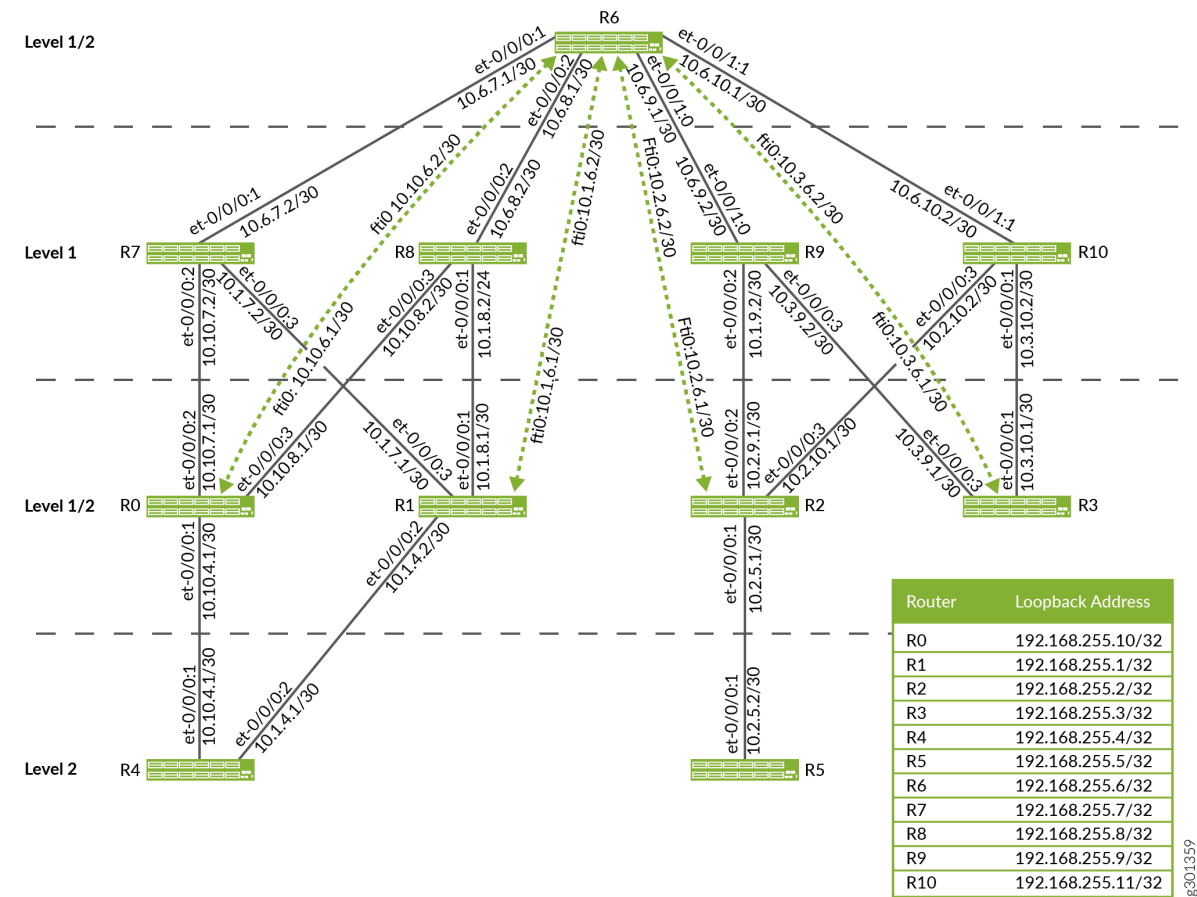 R6
Level 1/2
et-0/0/0:1
10.6.7.1/30
et-0/0/0:2
10.6.8.1/30
et-0/0/1:0
10.6.9.1/30
et-0/0/1:1
10.6.10.1/30
fti0 10.10.6.2/30
fti0:10.1.6.2/30
Fti0:10.2.6.2/30
fti0:10.3.6.2/30
et-0/0/0:1
10.6.7.2/30
et-0/0/0:2
10.6.8.2/30
et-0/0/1:0
10.6.9.2/30
et-0/0/1:1
10.6.10.2/30
Level 1
R7
R8
R9
R10
et-0/0/0:2
10.10.7.2/30
et-0/0/0:3
10.1.7.2/30
et-0/0/0:3
10.10.8.2/30
et-0/0/0:1
10.1.8.2/24
et-0/0/0:2
10.1.9.2/30
et-0/0/0:3
10.3.9.2/30
et-0/0/0:3
10.2.10.2/30
et-0/0/0:1
10.3.10.2/30
fti0: 10.10.6.1/30
fti0:10.1.6.1/30
Fti0:10.2.6.1/30
fti0:10.3.6.1/30
et-0/0/0:2
10.10.7.1/30
et-0/0/0:3
10.10.8.1/30
et-0/0/0:3
10.1.7.1/30
et-0/0/0:1
10.1.8.1/30
et-0/0/0:2
10.2.9.1/30
et-0/0/0:3
10.2.10.1/30
et-0/0/0:3
10.3.9.1/30
et-0/0/0:1
10.3.10.1/30
Level 1/2
R0
R1
R2
R3
et-0/0/0:1
10.10.4.1/30
et-0/0/0:2
10.1.4.2/30
et-0/0/0:1
10.2.5.1/30
et-0/0/0:1
10.10.4.1/30
et-0/0/0:2
10.1.4.1/30
et-0/0/0:1
10.2.5.2/30
Level 2
R4
R5
Router Loopback Address
R0 192.168.255.10/32
R1 192.168.255.1/32
R2 192.168.255.2/32
R3 192.168.255.3/32
R4 192.168.255.4/32
R5 192.168.255.5/32
R6 192.168.255.6/32
R7 192.168.255.7/32
R8 192.168.255.8/32
R9 192.168.255.9/32
R10 192.168.255.11/32
g301359